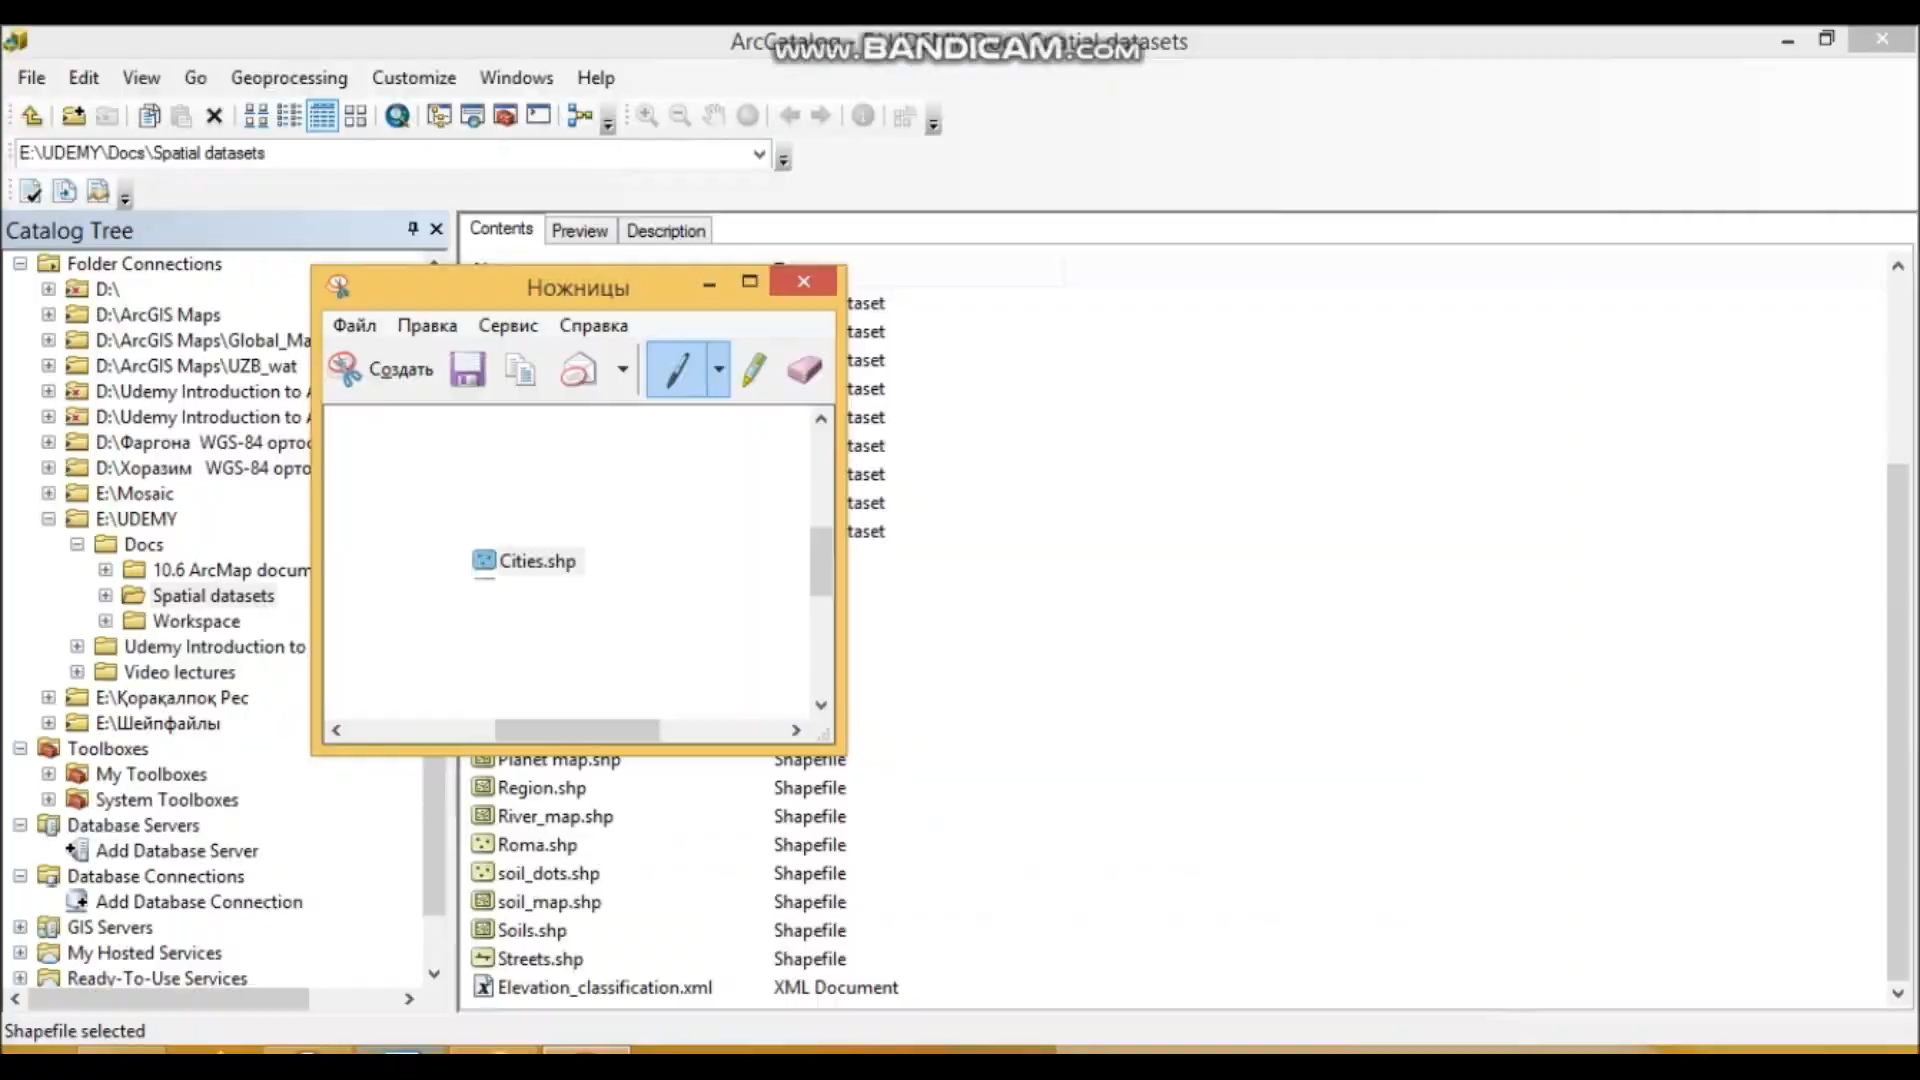 ArcCatalog - E:\UDEMY\Docs\Spatial datasets
www.BANDICAM.com
File Edit View Go Geoprocessing Customize Windows Help
E:\UDEMY\Docs\Spatial datasets
Catalog Tree
Contents Preview Description
Folder Connections
D:\
D:\ArcGIS Maps
D:\ArcGIS Maps\Global_Ma
D:\ArcGIS Maps\UZB_wat
D:\Udemy Introduction to A
D:\Udemy Introduction to A
D:\Фаргона WGS-84 ортос
D:\Хоразим WGS-84 орто
E:\Mosaic
E:\UDEMY
Docs
10.6 ArcMap docum
Spatial datasets
Workspace
Udemy Introduction to
Video lectures
E:\Қорақалпоқ Рес
E:\Шейпфайлы
Toolboxes
My Toolboxes
System Toolboxes
Database Servers
Add Database Server
Database Connections
Add Database Connection
GIS Servers
My Hosted Services
Ready-To-Use Services
Ножницы
Файл Правка Сервис Справка
Создать
Cities.shp
taset
taset
taset
taset
taset
taset
taset
taset
taset
Planet map.shp Shapefile
Region.shp Shapefile
River_map.shp Shapefile
Roma.shp Shapefile
soil_dots.shp Shapefile
soil_map.shp Shapefile
Soils.shp Shapefile
Streets.shp Shapefile
Elevation_classification.xml XML Document
Shapefile selected